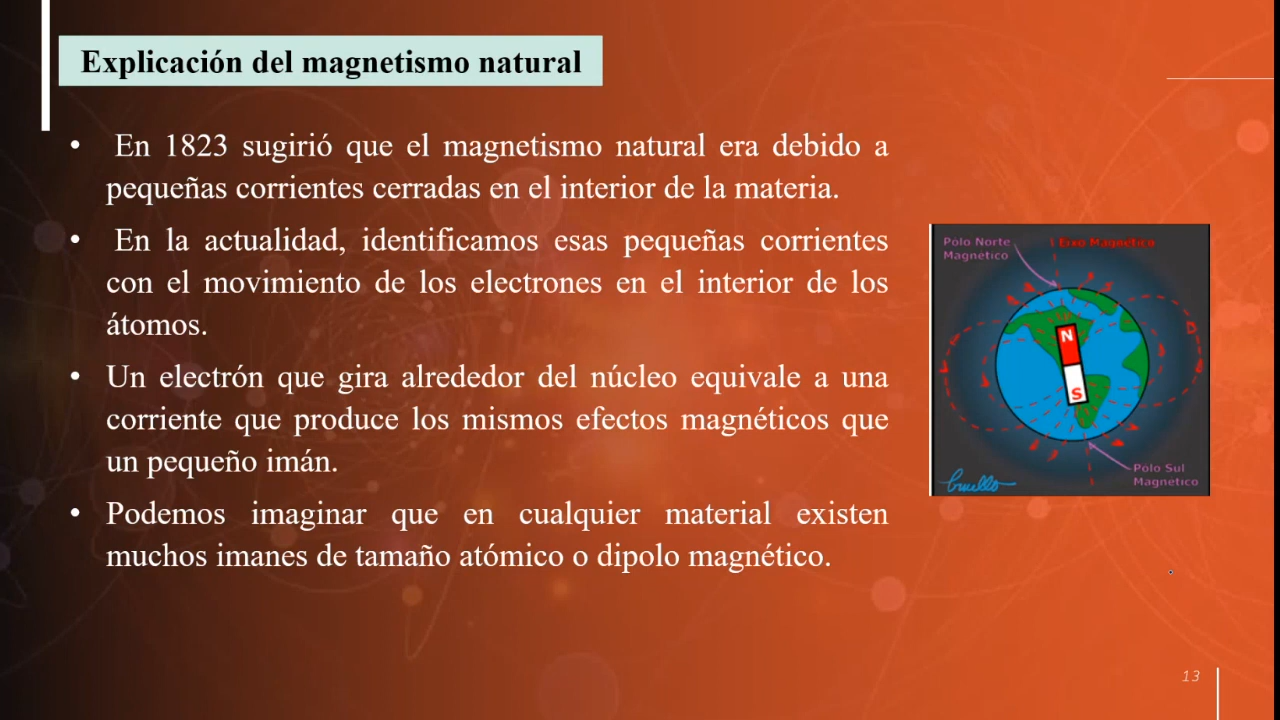 Explicación del magnetismo natural
• En 1823 sugirió que el magnetismo natural era debido a
pequeñas corrientes cerradas en el interior de la materia.
• En la actualidad, identificamos esas pequeñas corrientes
con el movimiento de los electrones en el interior de los
átomos.
• Un electrón que gira alrededor del núcleo equivale a una
corriente que produce los mismos efectos magnéticos que
un pequeño imán.
• Podemos imaginar que en cualquier material existen
muchos imanes de tamaño atómico o dipolo magnético.
Pólo Norte
Magnético
Eixo Magnético
N
S
Pólo Sul
Magnético
13